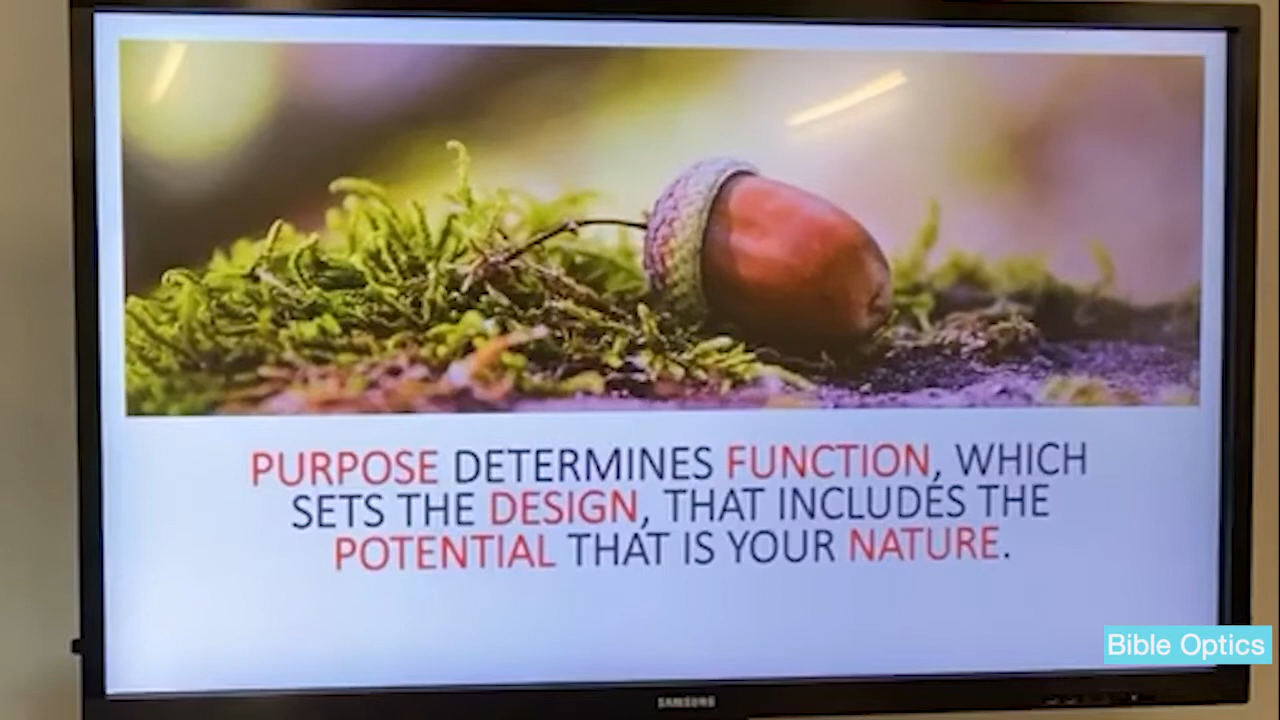 PURPOSE DETERMINES FUNCTION, WHICH
SETS THE DESIGN, THAT INCLUDES THE
POTENTIAL THAT IS YOUR NATURE.
Bible Optics
SAMSUNG